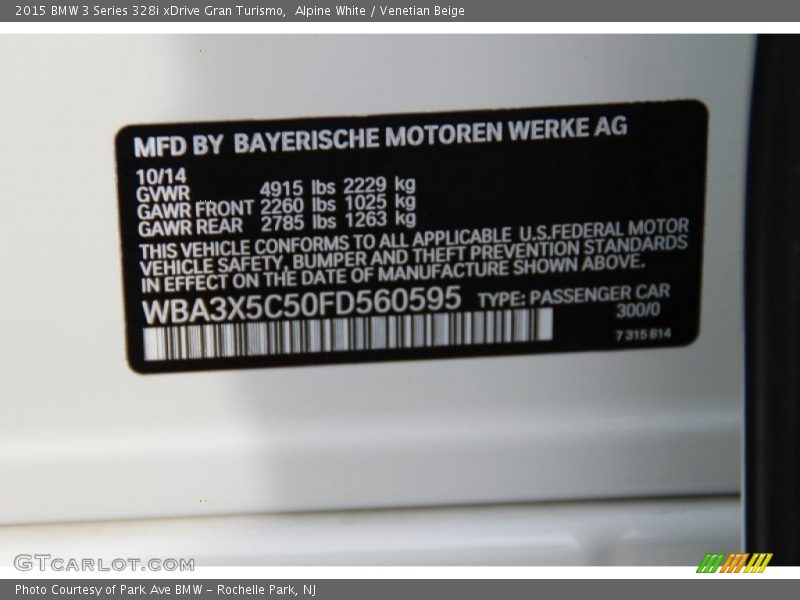 2015 BMW 3 Series 328i xDrive Gran Turismo,  Alpine White / Venetian Beige
MFD BY BAYERISCHE MOTOREN WERKE AG
10/14
GVWR 4915 lbs 2229 kg
GAWR FRONT 2260 lbs 1025 kg
GAWR REAR 2785 lbs 1263 kg
THIS VEHICLE CONFORMS TO ALL APPLICABLE U.S.FEDERAL MOTOR
VEHICLE SAFETY, BUMPER AND THEFT PREVENTION STANDARDS
IN EFFECT ON THE DATE OF MANUFACTURE SHOWN ABOVE.
WBA3X5C50FD560595 TYPE: PASSENGER CAR
300/0
7 315 814
GTCARLOT.COM
Photo Courtesy of Park Ave BMW - Rochelle Park, NJ